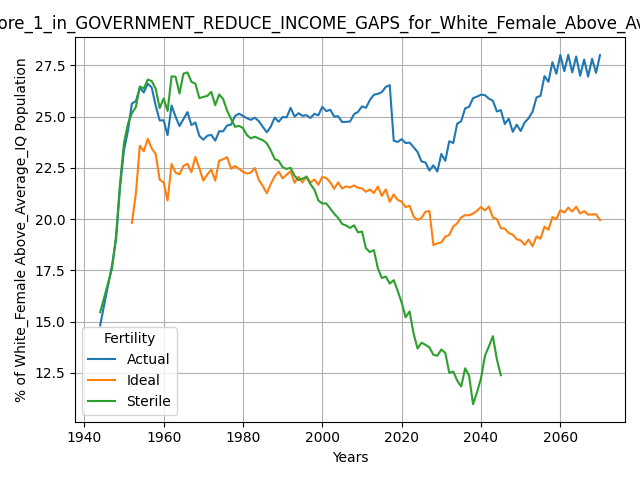 ore_1_in_GOVERNMENT_REDUCE_INCOME_GAPS_for_White_Female_Above_Av
% of White_Female Above_Average_IQ Population
27.5
25.0
22.5
20.0
17.5
15.0
12.5
Fertility
Actual
Ideal
Sterile
1940 1960 1980 2000 2020 2040 2060
Years